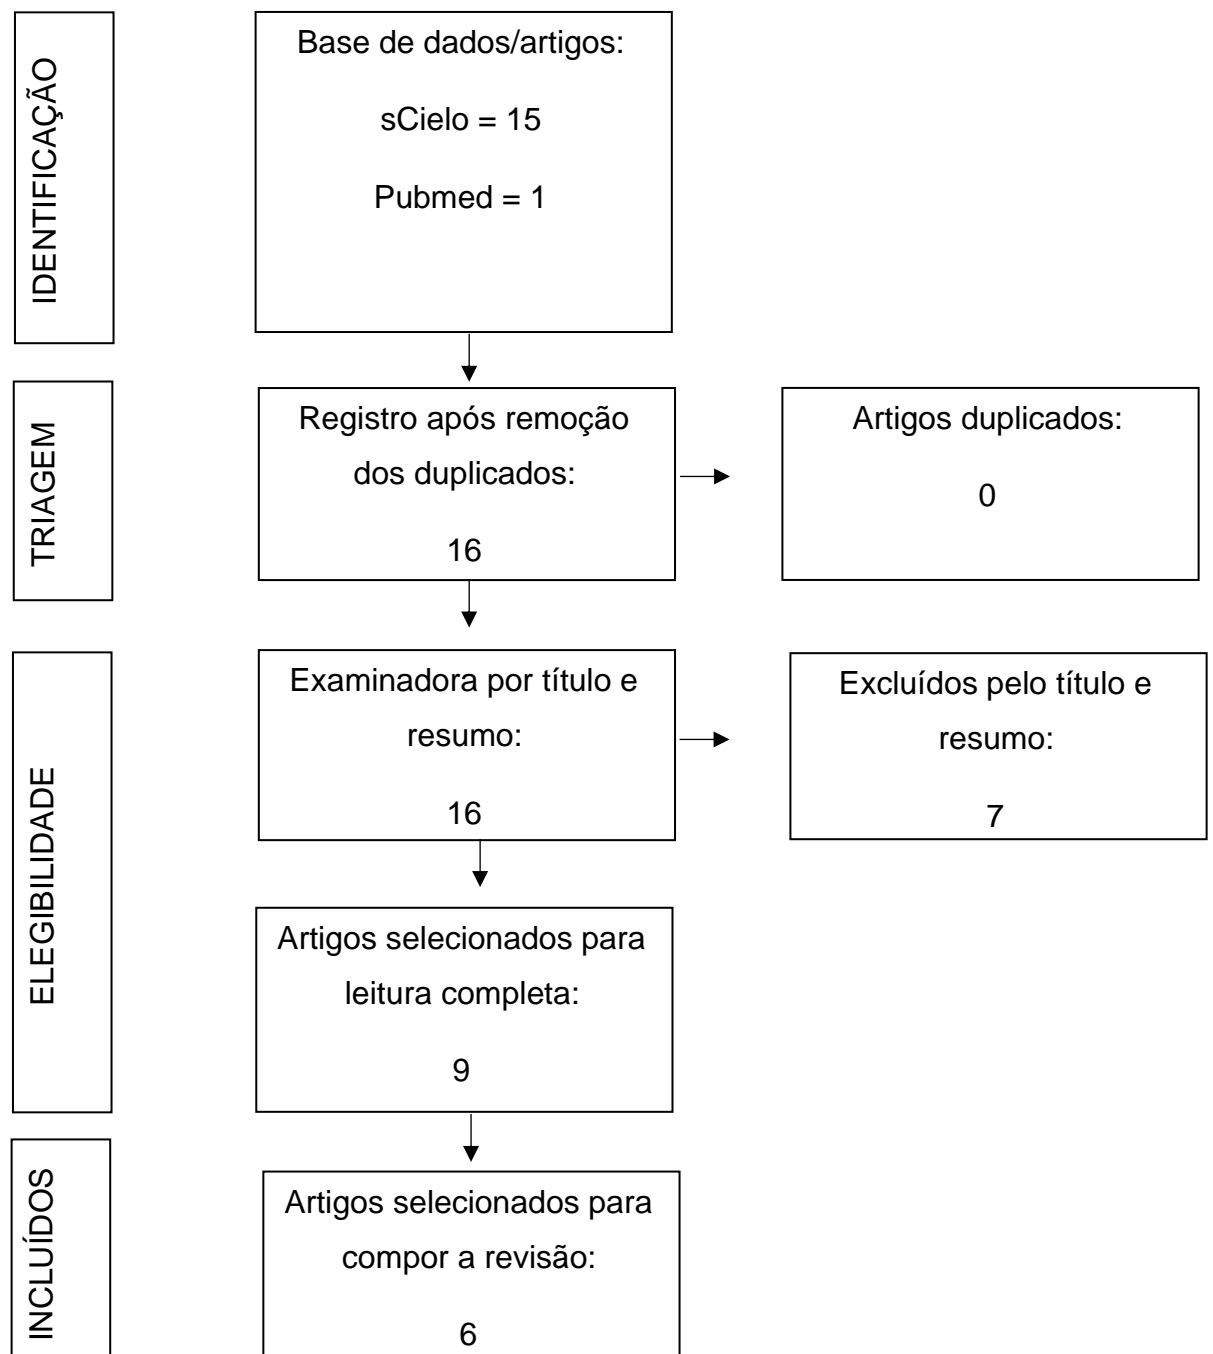 IDENTIFICAÇÃO
Base de dados/artigos:
sCielo = 15
Pubmed = 1
TRIAGEM
Registro após remoção
dos duplicados:
16
Artigos duplicados:
0
ELEGIBILIDADE
Examinadora por título e
resumo:
16
Excluídos pelo título e
resumo:
7
Artigos selecionados para
leitura completa:
9
INCLUÍDOS
Artigos selecionados para
compor a revisão:
6